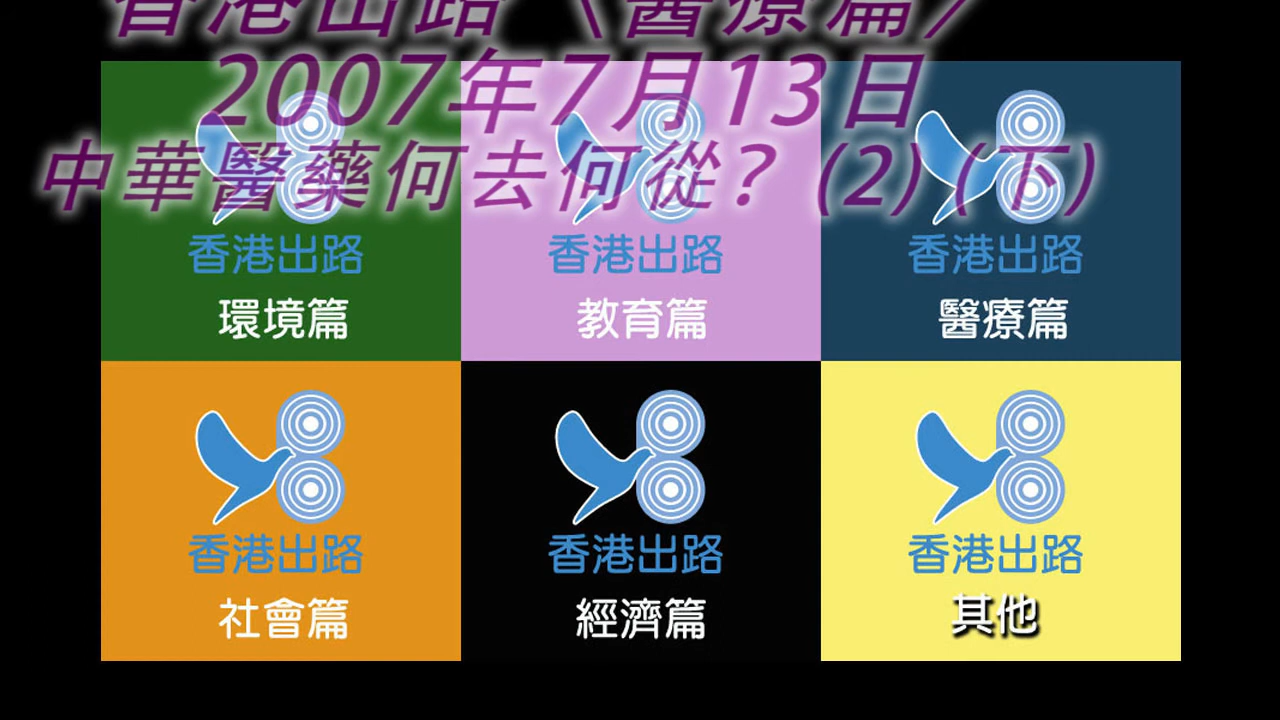 香港出路〈醫療篇〉
2007年7月13日
中華醫藥何去何從？(2)(下)
香港出路 香港出路 香港出路
環境篇 教育篇 醫療篇
香港出路 香港出路 香港出路
社會篇 經濟篇 其他